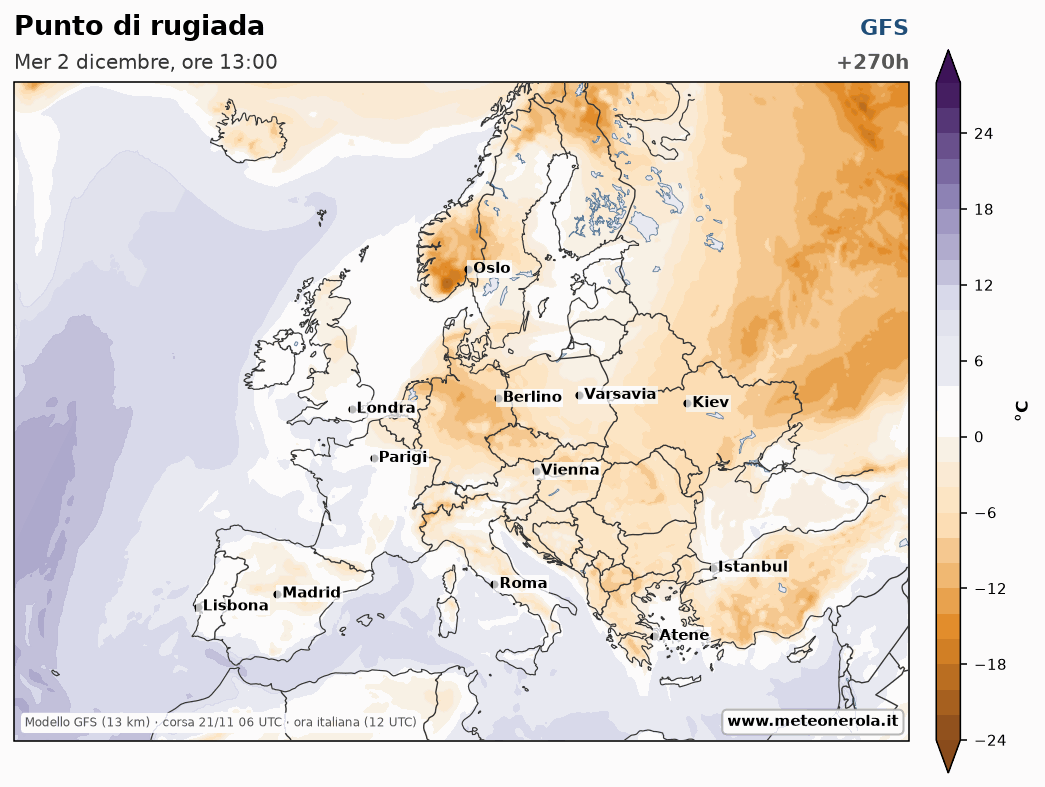 Punto di rugiada
GFS
Mer 2 dicembre, ore 13:00
+270h
24
18
12
6
0
−6
−12
−18
−24
°C
Oslo
Berlino
Varsavia
Kiev
Londra
Parigi
Vienna
Istanbul
Roma
Madrid
Lisbona
Atene
Modello GFS (13 km) · corsa 21/11 06 UTC · ora italiana (12 UTC)
www.meteonerola.it